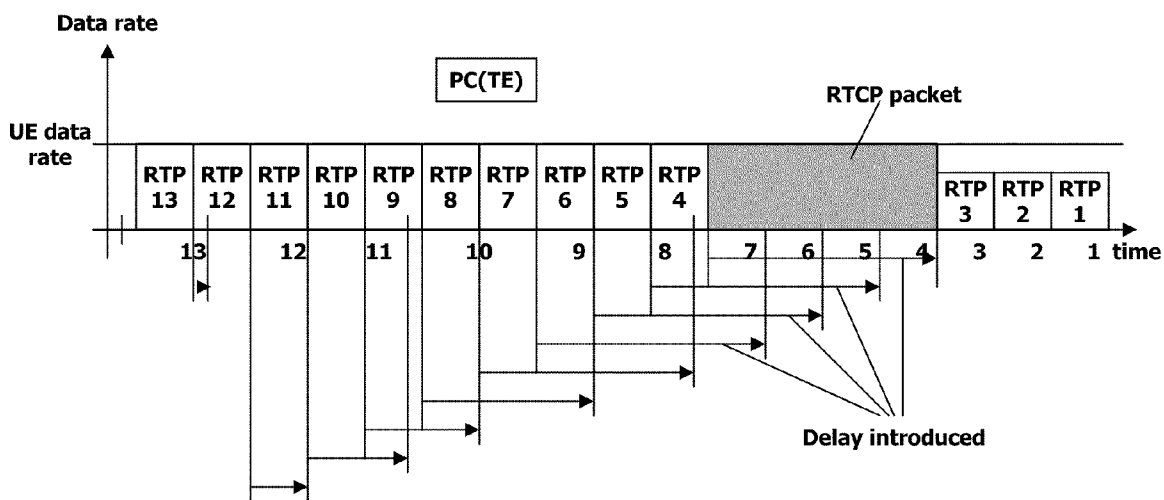 Data rate
PC(TE)
RTCP packet
UE data
rate
RTP
13
RTP
12
RTP
11
RTP
10
RTP
9
RTP
8
RTP
7
RTP
6
RTP
5
RTP
4
RTP
3
RTP
2
RTP
1
13 12 11 10 9 8 7 6 5 4 3 2 1 time
Delay introduced